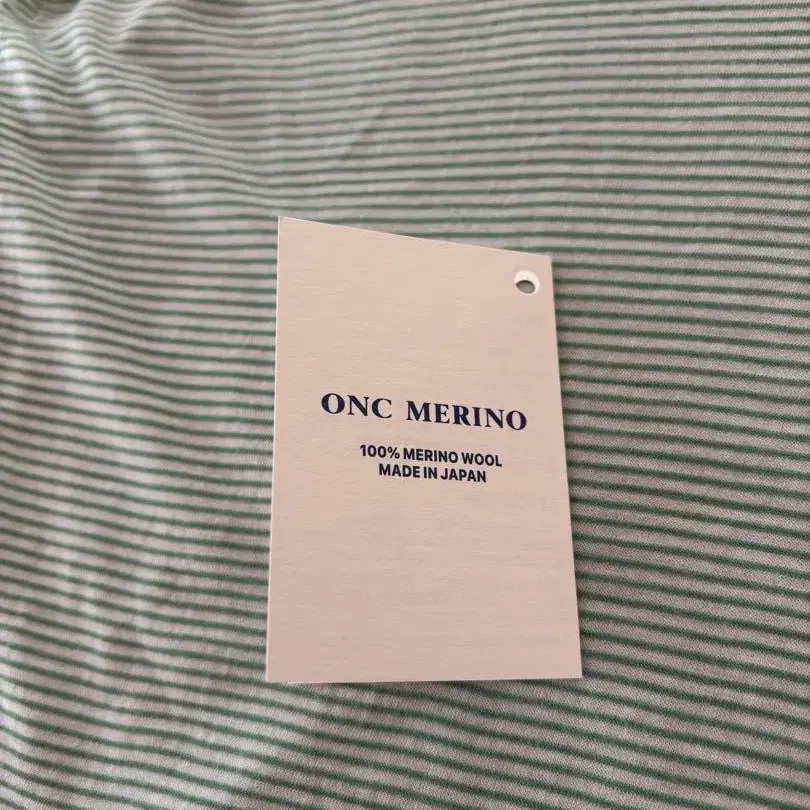 ONC MERINO
100% MERINO WOOL
MADE IN JAPAN